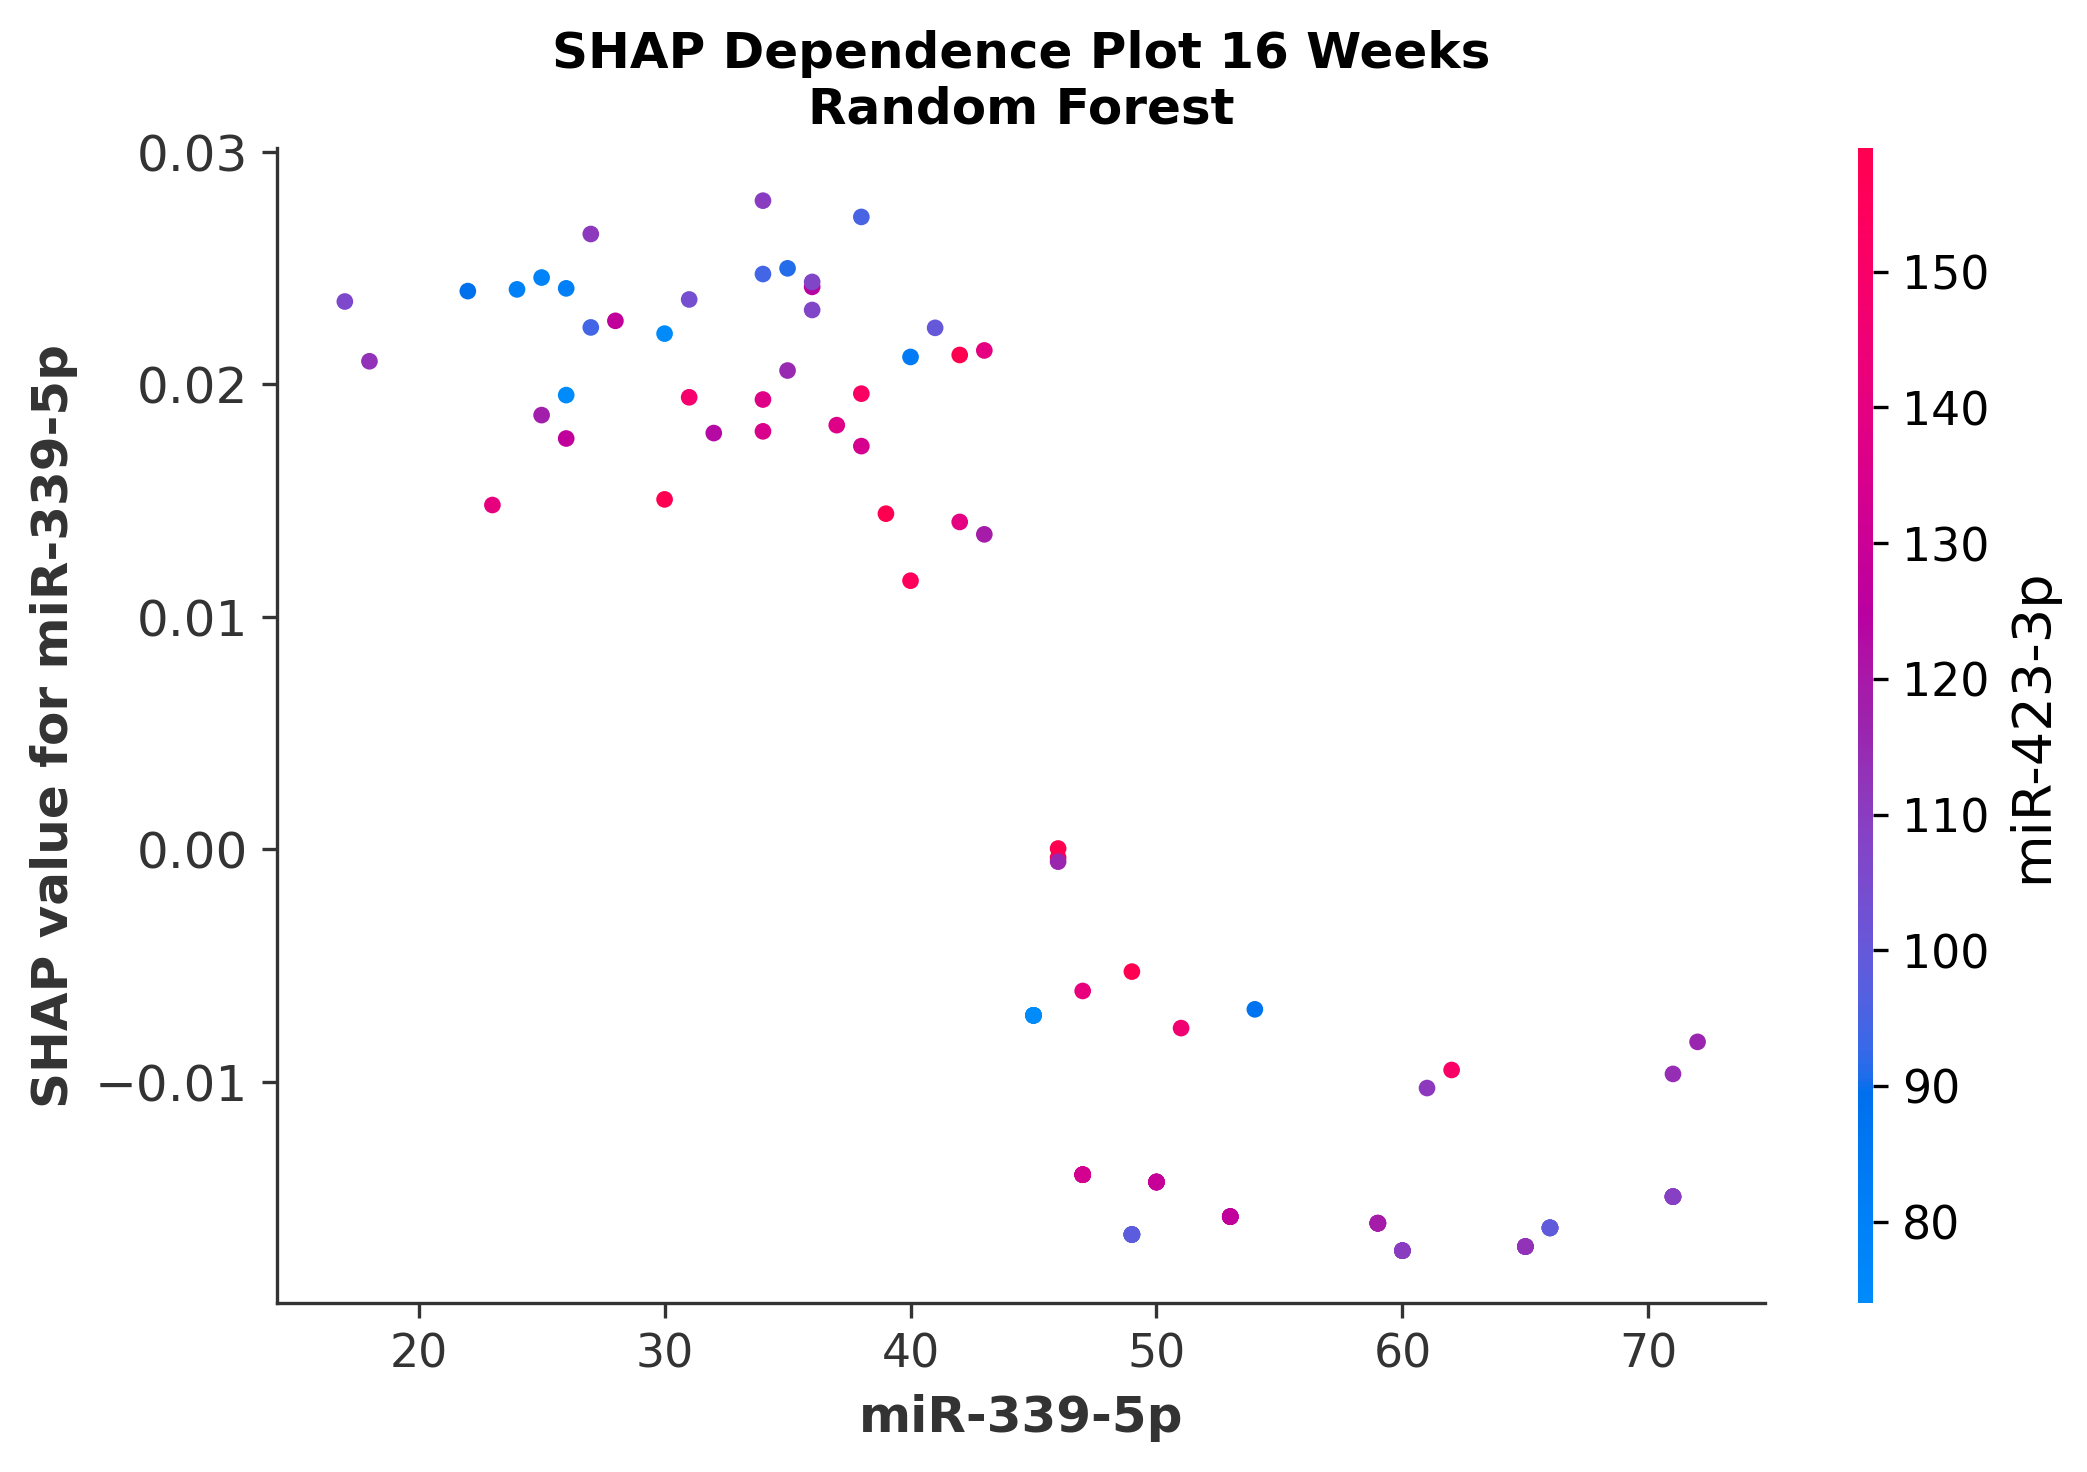 SHAP Dependence Plot 16 Weeks
Random Forest
SHAP value for miR-339-5p
0.03
0.02
0.01
0.00
−0.01
20 30 40 50 60 70
miR-339-5p
150
140
130
120
110
100
90
80
miR-423-3p